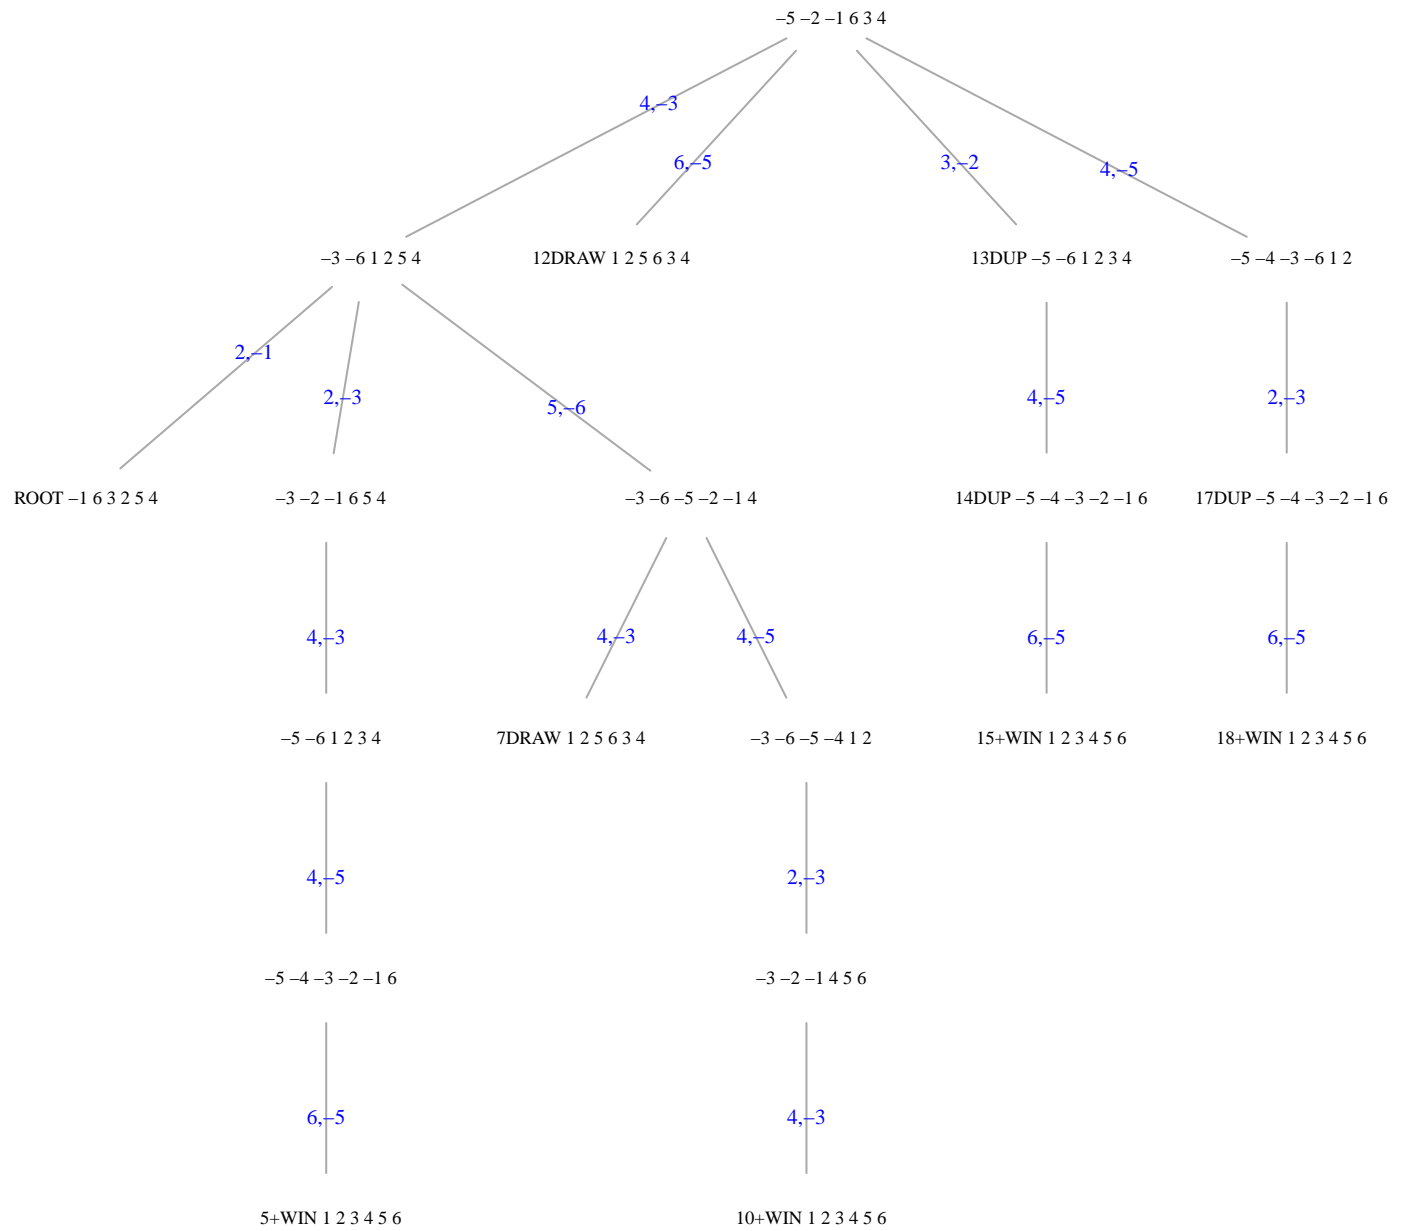 –5 –2 –1 6 3 4
4,–3
6,–5
3,–2
4,–5
–3 –6 1 2 5 4
12DRAW 1 2 5 6 3 4
13DUP –5 –6 1 2 3 4
–5 –4 –3 –6 1 2
2,–1
2,–3
5,–6
4,–5
2,–3
ROOT –1 6 3 2 5 4
–3 –2 –1 6 5 4
–3 –6 –5 –2 –1 4
14DUP –5 –4 –3 –2 –1 6
17DUP –5 –4 –3 –2 –1 6
4,–3
4,–3
4,–5
6,–5
6,–5
–5 –6 1 2 3 4
7DRAW 1 2 5 6 3 4
–3 –6 –5 –4 1 2
15+WIN 1 2 3 4 5 6
18+WIN 1 2 3 4 5 6
4,–5
2,–3
–5 –4 –3 –2 –1 6
–3 –2 –1 4 5 6
6,–5
4,–3
5+WIN 1 2 3 4 5 6
10+WIN 1 2 3 4 5 6